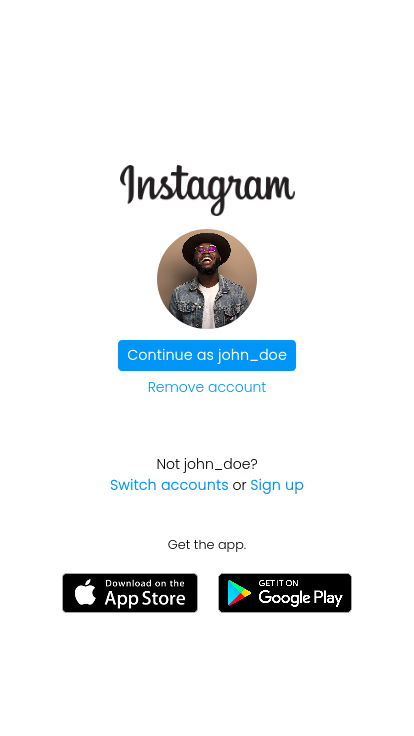 Instagram
Continue as john_doe
Remove account
Not john_doe?
Switch accounts or Sign up
Get the app.
Download on the
App Store
GET IT ON
Google Play